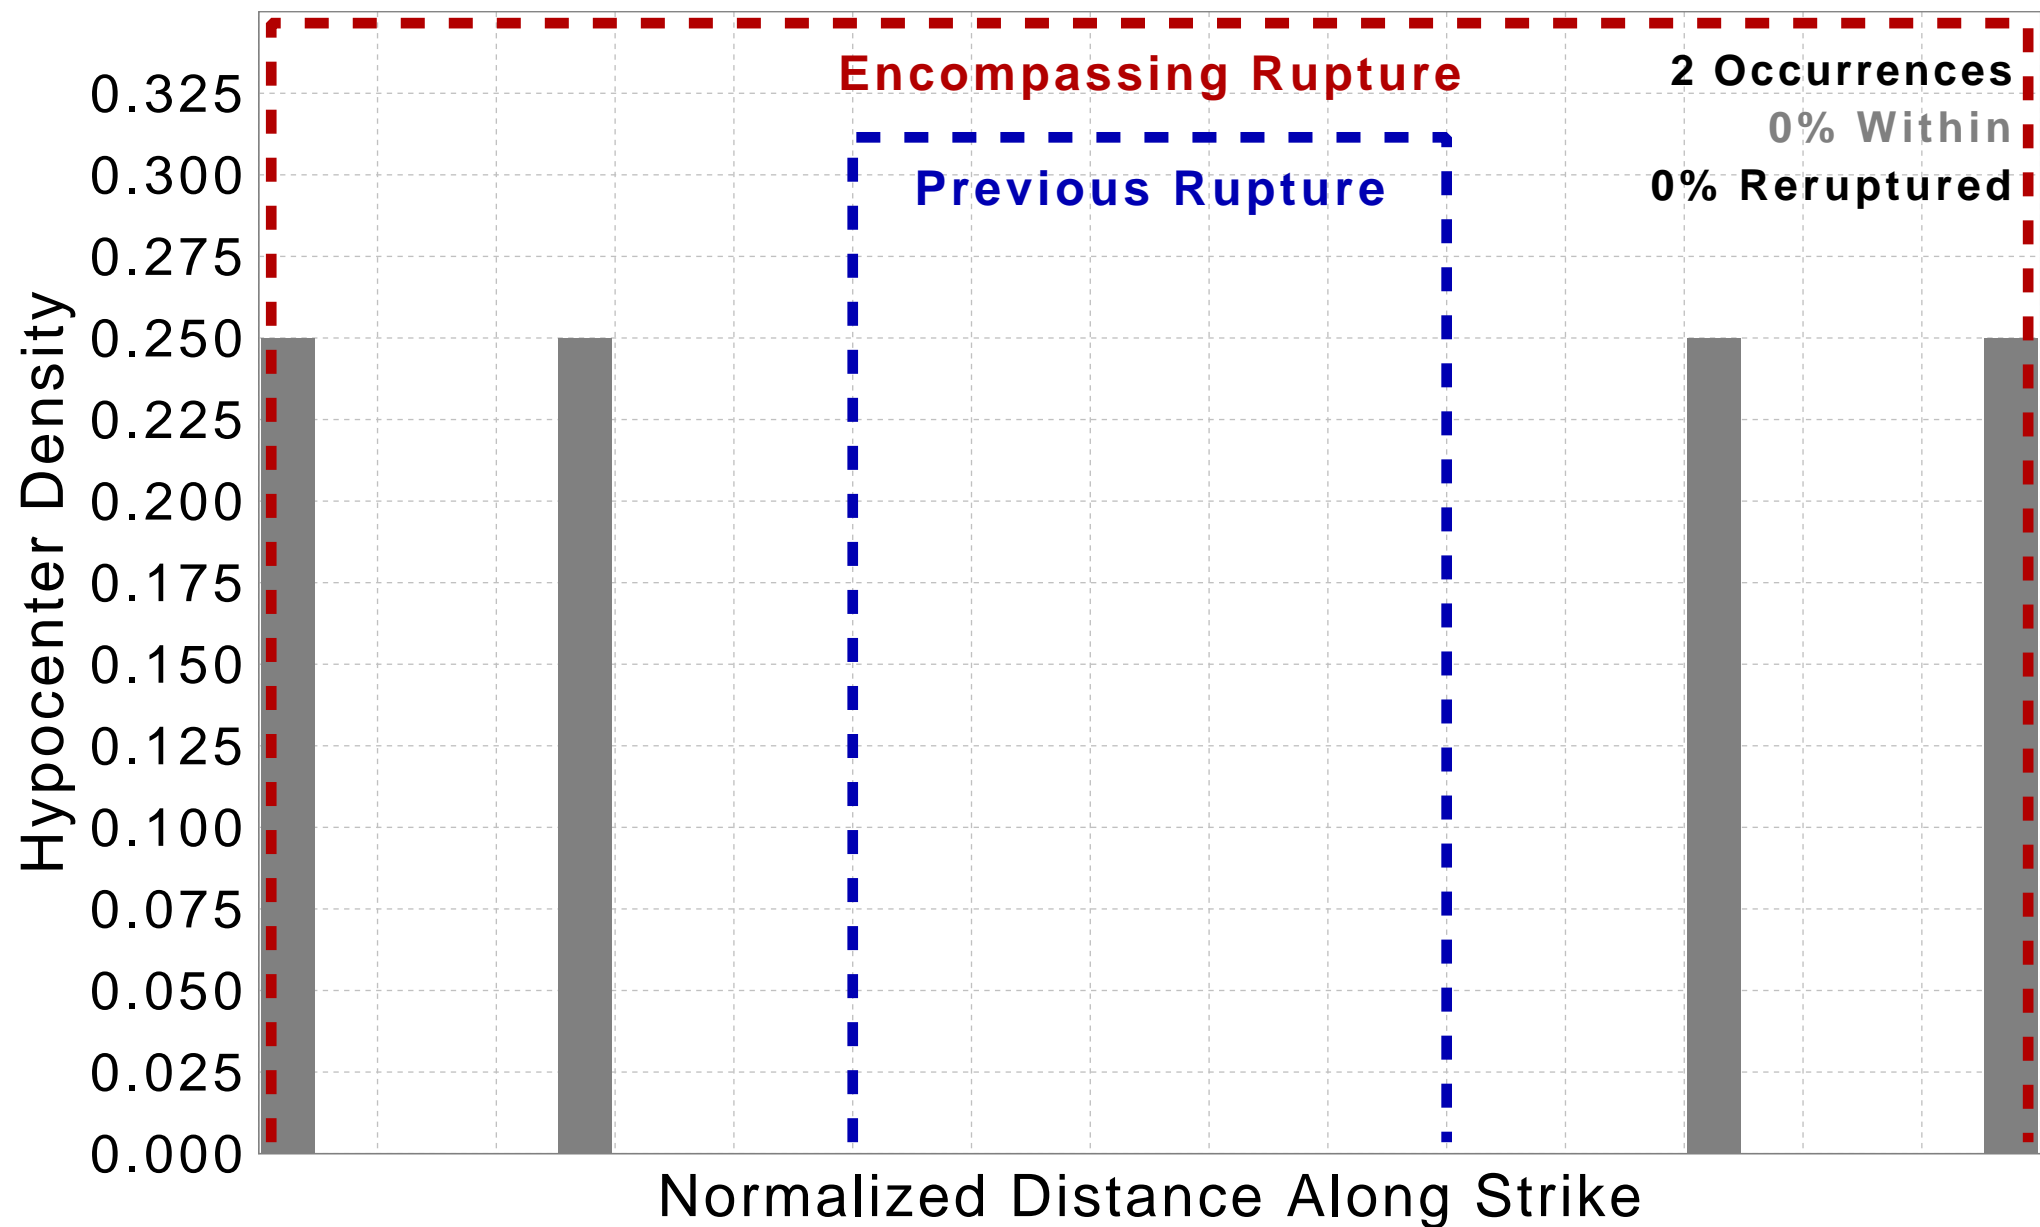 Encompassing Rupture
2 Occurrences
0% Within
Previous Rupture
0% Reruptured
0.325
0.300
0.275
0.250
0.225
0.200
0.175
0.150
0.125
0.100
0.075
0.050
0.025
0.000
Hypocenter Density
Normalized Distance Along Strike